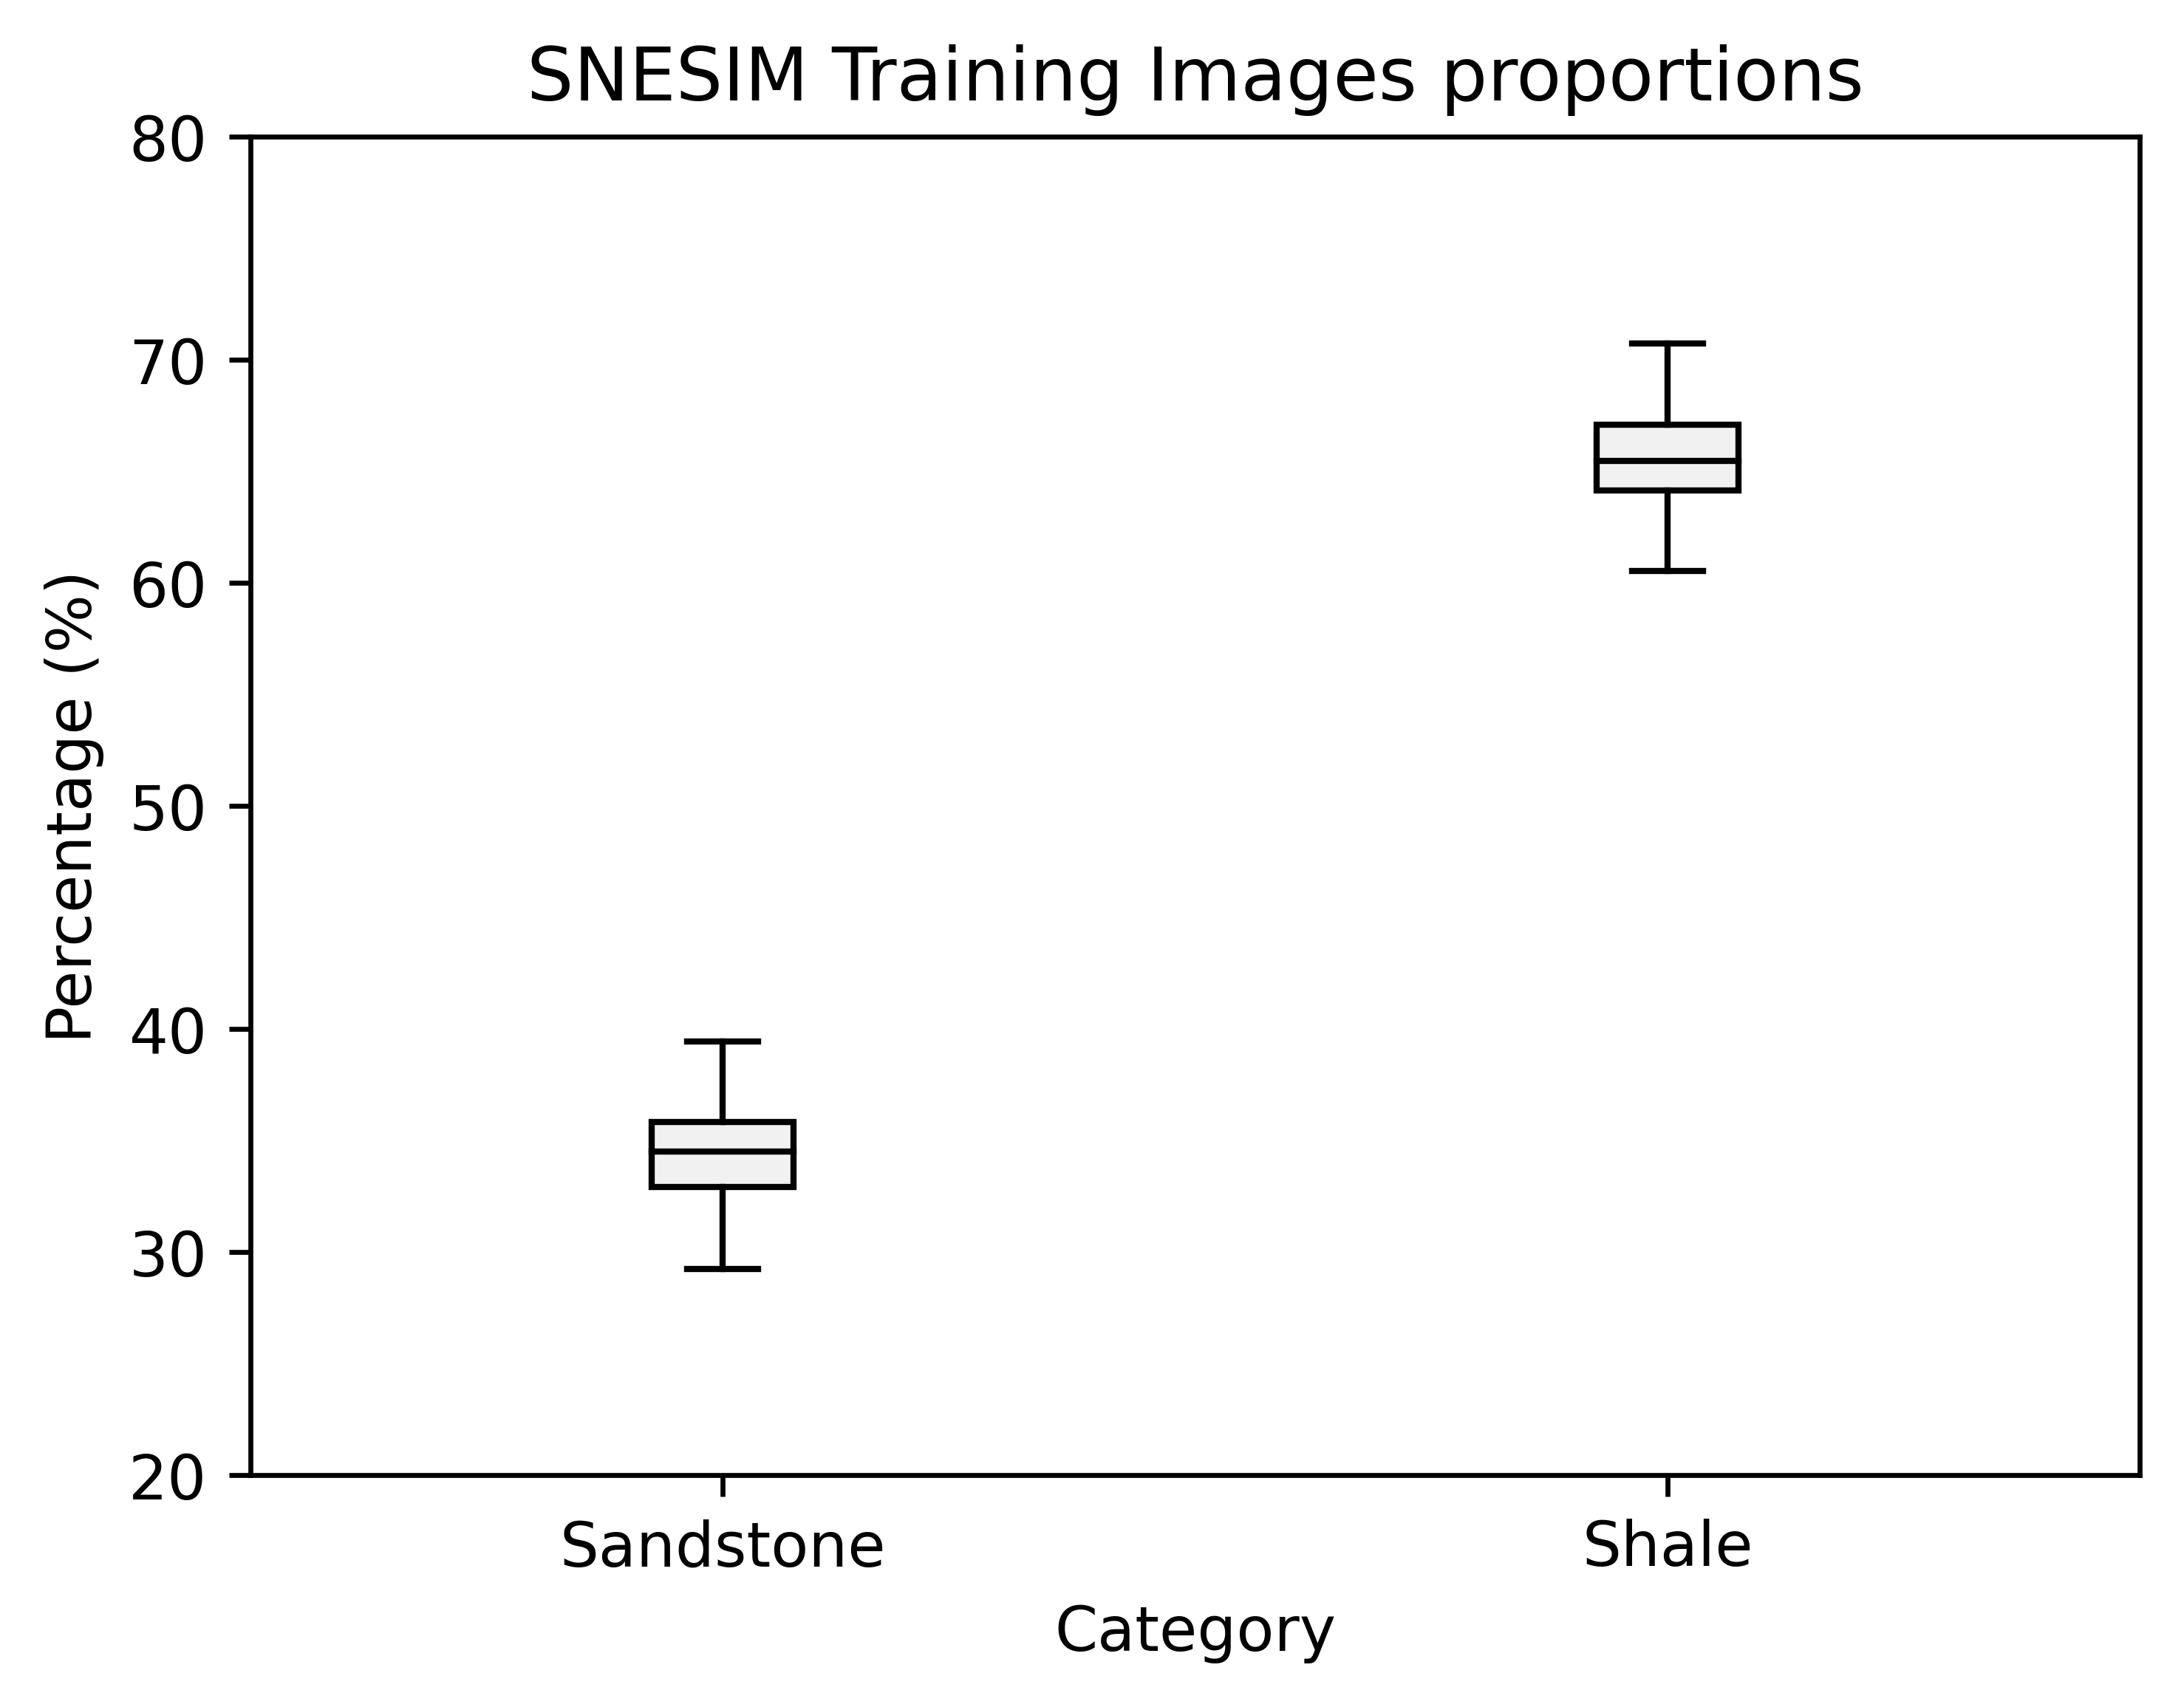 SNESIM Training Images proportions
80
70
60
50
40
30
20
Percentage (%)
Sandstone
Shale
Category